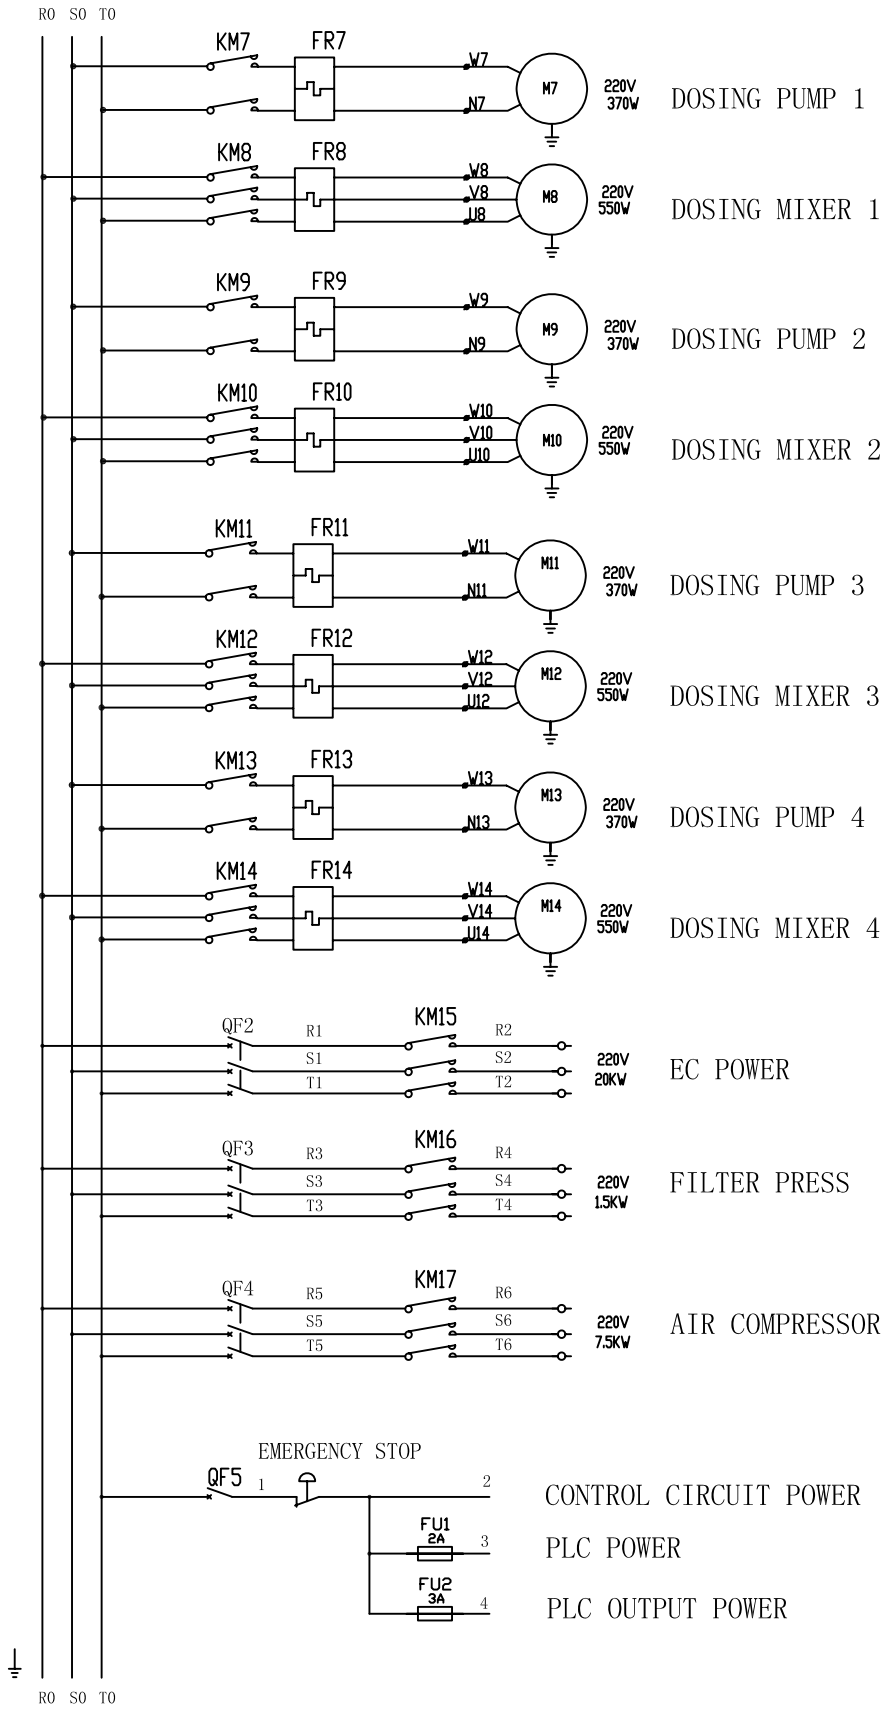 R0 S0 T0
KM7 FR7 W7
M7 220V DOSING PUMP 1
370W
N7
KM8 FR8 W8
V8 M8 220V DOSING MIXER 1
550W
U8
KM9 FR9 W9
M9 220V DOSING PUMP 2
370W
N9
KM10 FR10 W10
V10 M10 220V DOSING MIXER 2
550W
U10
KM11 FR11 W11
M11 220V DOSING PUMP 3
370W
N11
KM12 FR12 W12
V12 M12 220V DOSING MIXER 3
550W
U12
KM13 FR13 W13
M13 220V DOSING PUMP 4
370W
N13
KM14 FR14 W14
V14 M14 220V DOSING MIXER 4
550W
U14
QF2 R1 KM15 R2
S1 S2 220V EC POWER
T1 T2 20KW
QF3 R3 KM16 R4
S3 S4 220V FILTER PRESS
T3 T4 1.5KW
QF4 R5 KM17 R6
S5 S6 220V AIR COMPRESSOR
T5 T6 7.5KW
EMERGENCY STOP
QF5 1 2 CONTROL CIRCUIT POWER
FU1
2A 3 PLC POWER
FU2
3A 4 PLC OUTPUT POWER
R0 S0 T0